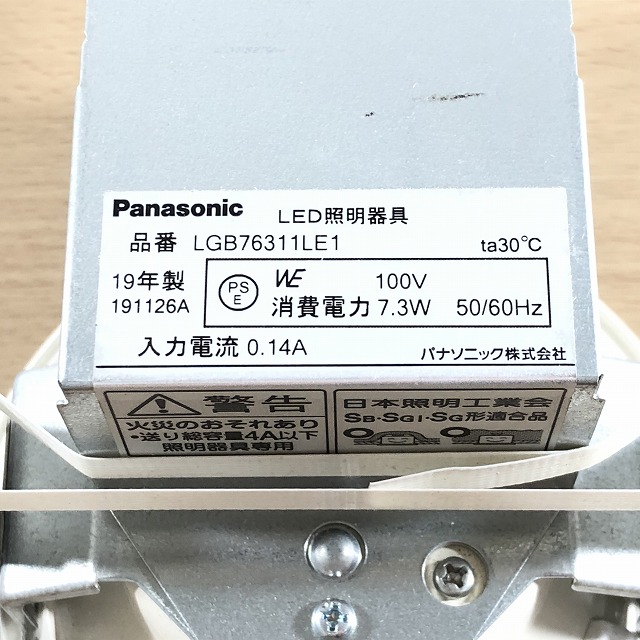 Panasonic LED照明器具
品番 LGB76311LE1 ta30℃
19年製
191126A
PS
E
100V
消費電力 7.3W 50/60Hz
入力電流 0.14A パナソニック株式会社
警告
火災のおそれあり
・送り総容量4A以下
照明器具専用
日本照明工業会
SB・SGI・SG形適合品